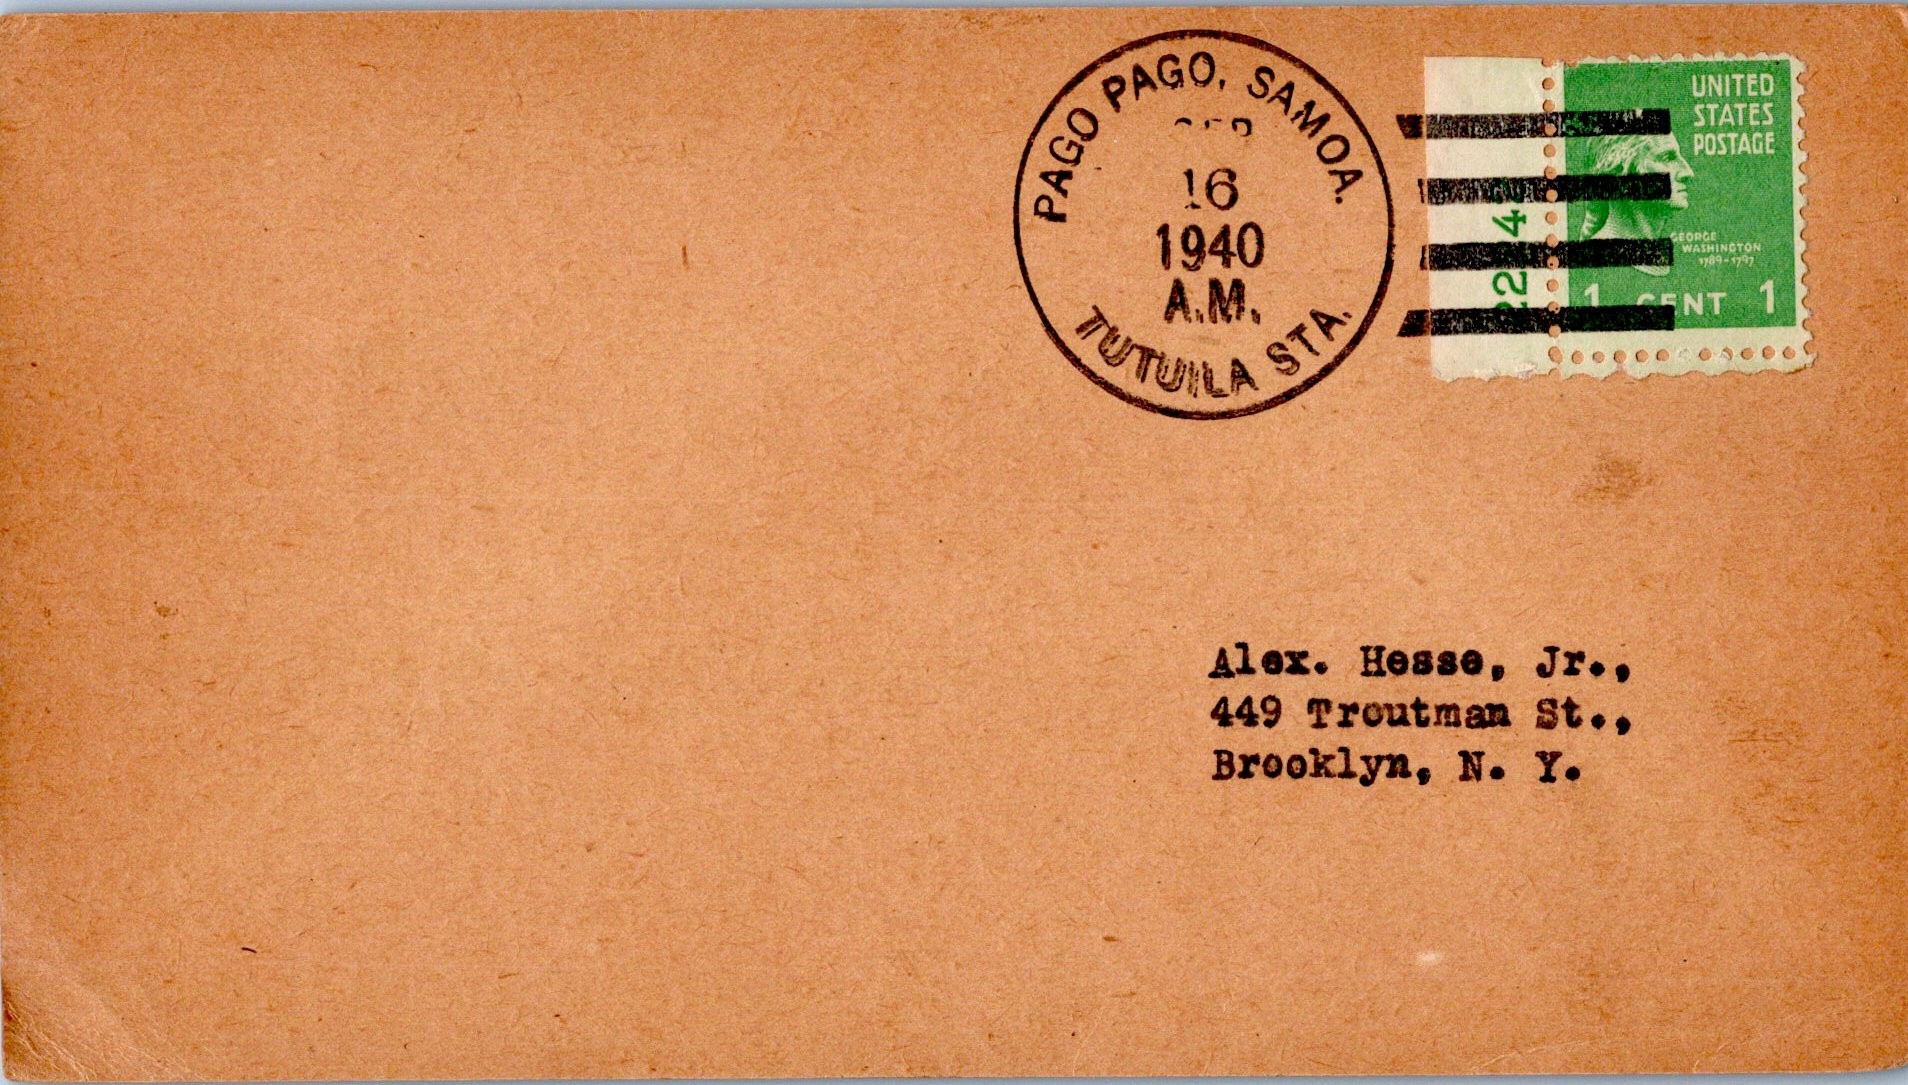 PAGO PAGO, SAMOA.
16
1940
A.M.
TUTUILA STA.
UNITED
STATES
POSTAGE
GEORGE
WASHINGTON
1789-1797
1 CENT 1
Alex. Hesse, Jr.,
449 Troutman St.,
Brooklyn, N. Y.